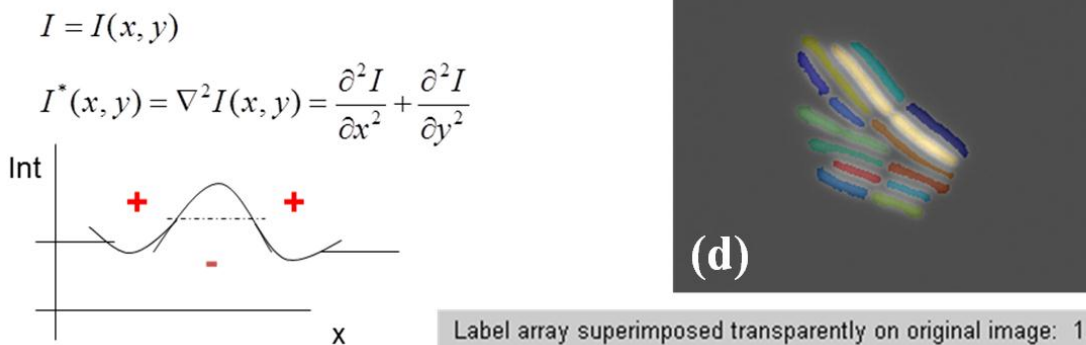 I = I(x, y)
I*(x, y) = ∇²I(x, y) = ∂²I/∂x² + ∂²I/∂y²
Int
+ +
-
x
(d)
Label array superimposed transparently on original image: 1